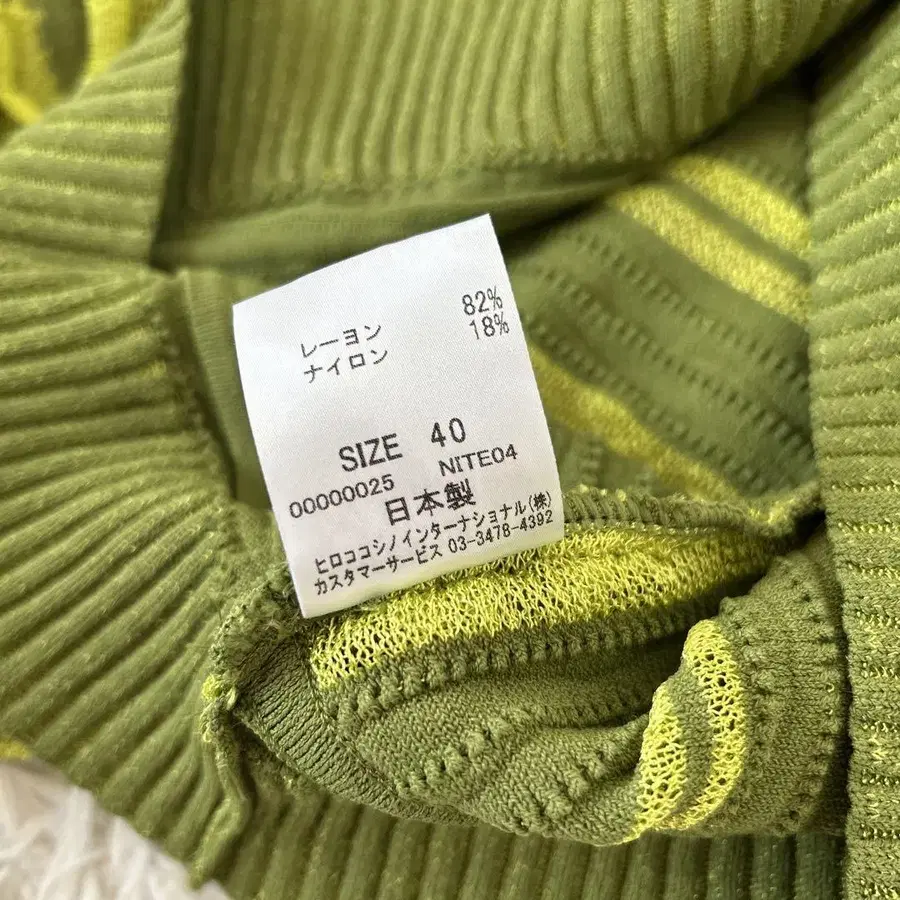 レーヨン 82%
ナイロン 18%
SIZE 40
00000025 NITE04
日本製
ヒロココシノインターナショナル(株)
カスタマーサービス 03-3478-4392